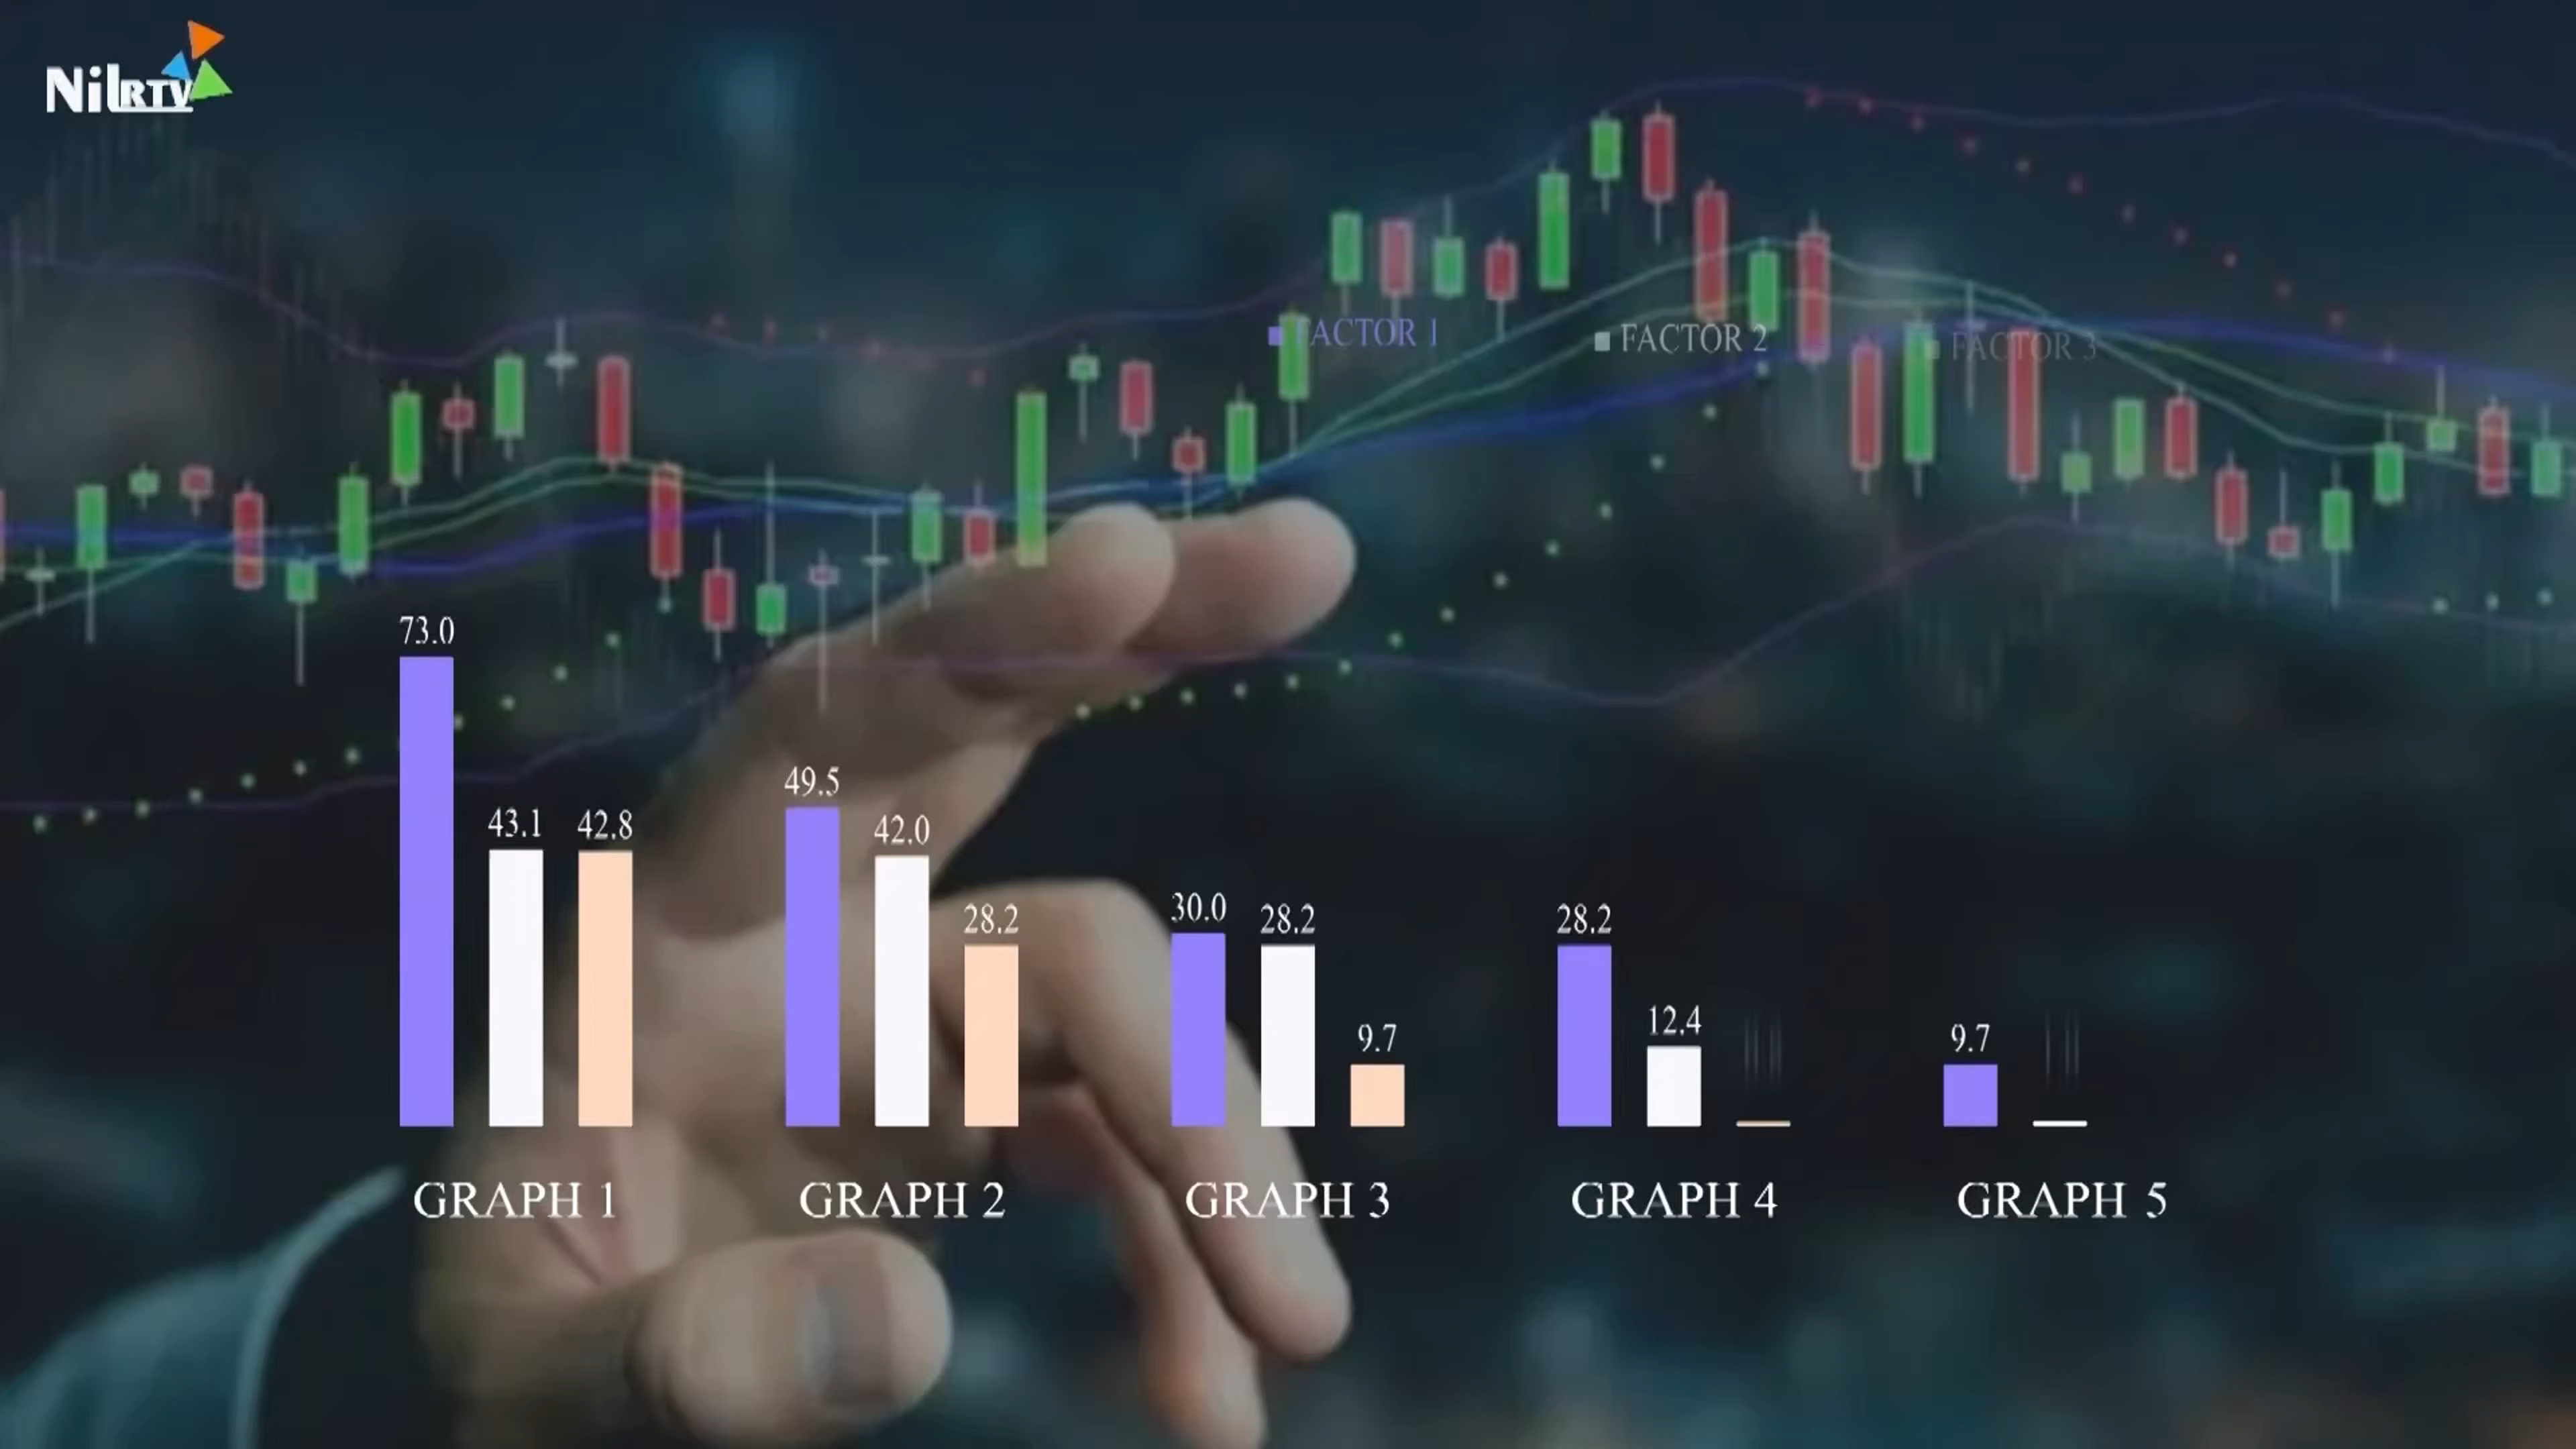 NilRTV
FACTOR 1
FACTOR 2
FACTOR 3
73.0
43.1
42.8
49.5
42.0
28.2
30.0
28.2
9.7
28.2
12.4
9.7
GRAPH 1
GRAPH 2
GRAPH 3
GRAPH 4
GRAPH 5